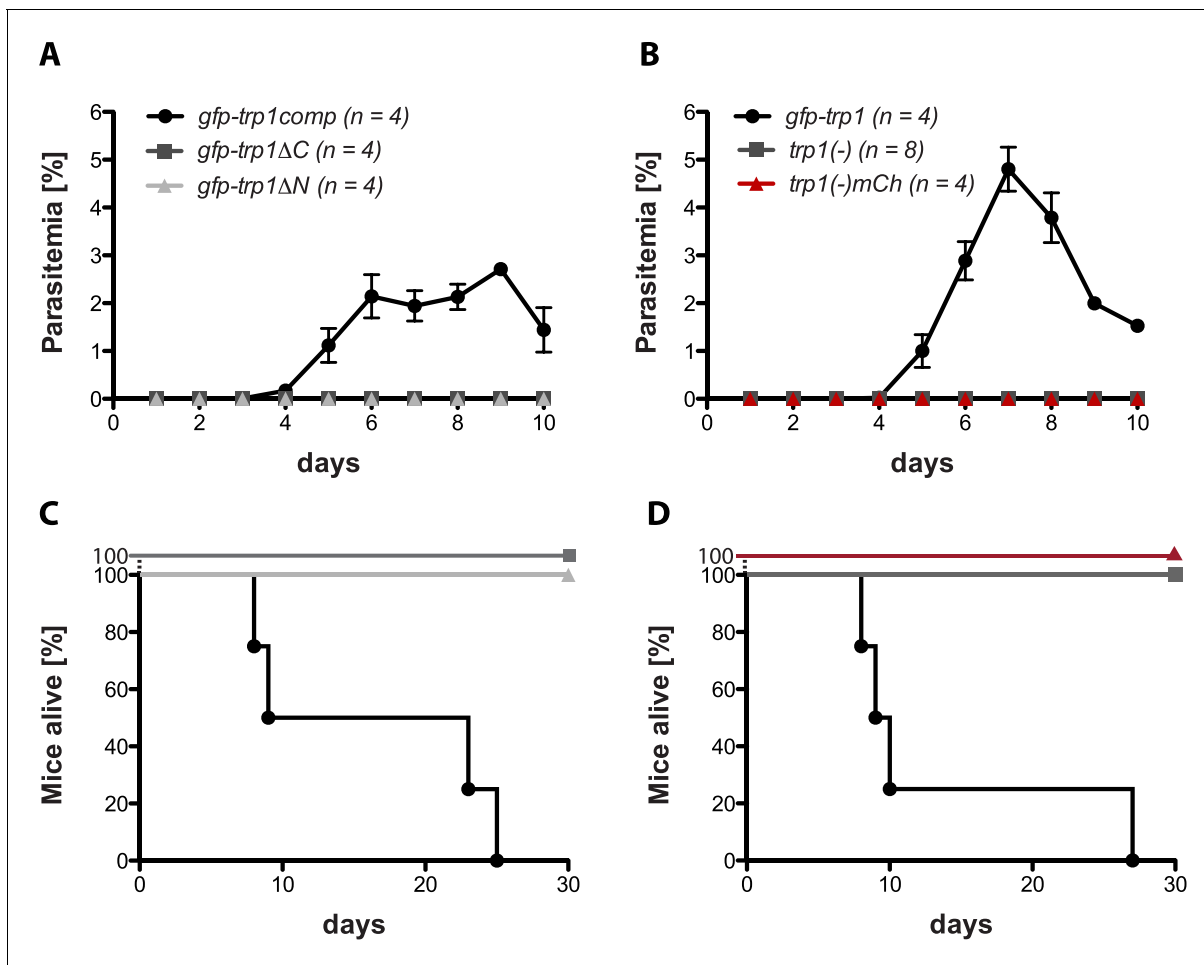 A
6
5
4
3
2
1
0
Parasitemia [%]
gfp-trp1comp (n = 4)
gfp-trp1ΔC (n = 4)
gfp-trp1ΔN (n = 4)
0 2 4 6 8 10
days
B
6
5
4
3
2
1
0
Parasitemia [%]
gfp-trp1 (n = 4)
trp1(-) (n = 8)
trp1(-)mCh (n = 4)
0 2 4 6 8 10
days
C
100
100
80
60
40
20
0
Mice alive [%]
0 10 20 30
days
D
100
100
80
60
40
20
0
Mice alive [%]
0 10 20 30
days